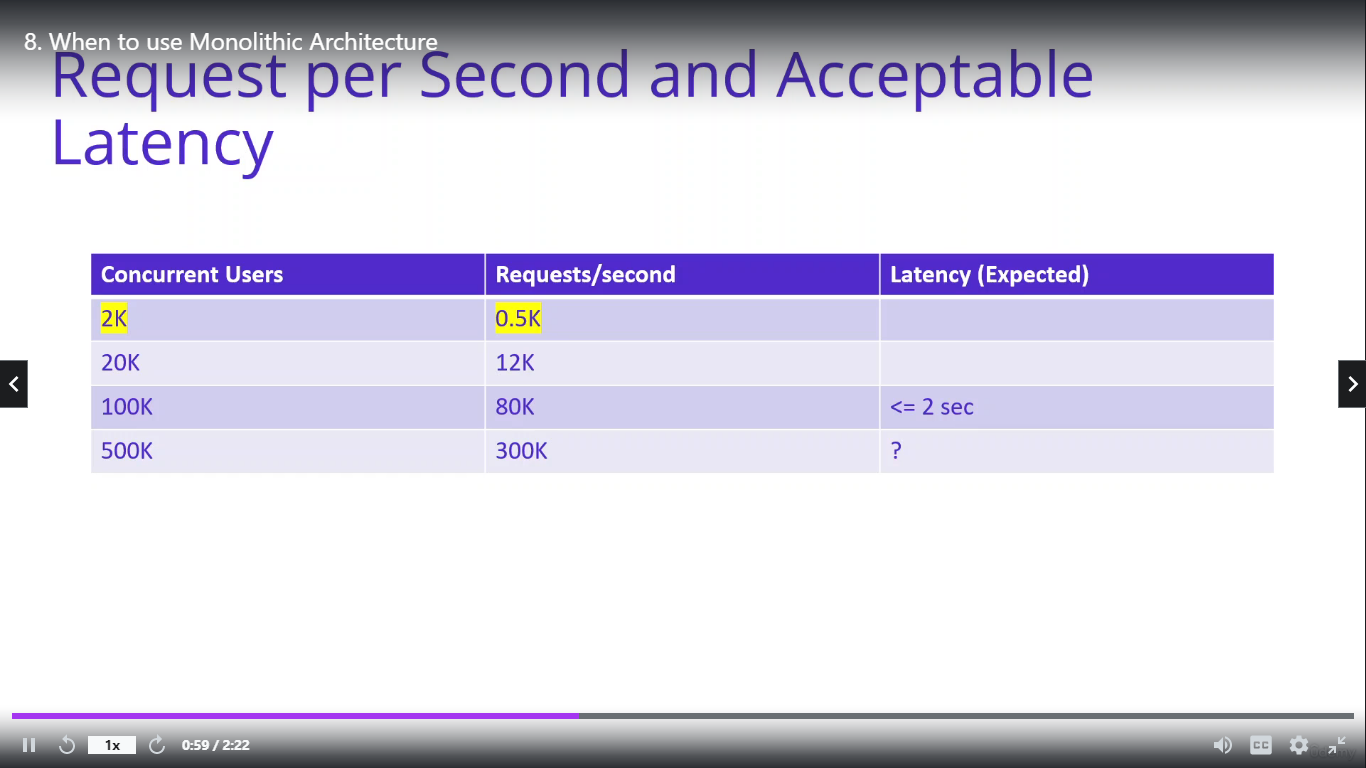 8. When to use Monolithic Architecture
Request per Second and Acceptable
Latency
Concurrent Users Requests/second Latency (Expected)
2K 0.5K
20K 12K
100K 80K <= 2 sec
500K 300K ?
1x 0:59 / 2:22 CC